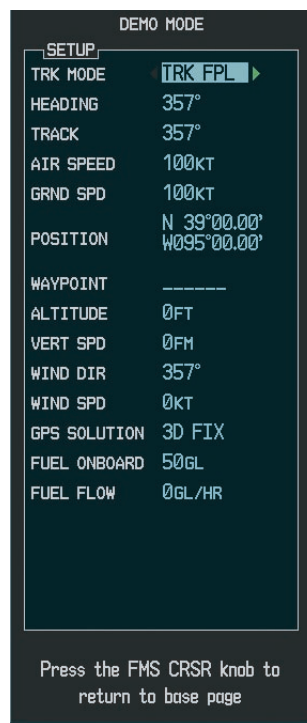 DEMO MODE
SETUP
TRK MODE TRK FPL
HEADING 357°
TRACK 357°
AIR SPEED 100KT
GRND SPD 100KT
POSITION N 39°00.00'
W095°00.00'
WAYPOINT ______
ALTITUDE 0FT
VERT SPD 0FM
WIND DIR 357°
WIND SPD 0KT
GPS SOLUTION 3D FIX
FUEL ONBOARD 50GL
FUEL FLOW 0GL/HR
Press the FMS CRSR knob to
return to base page